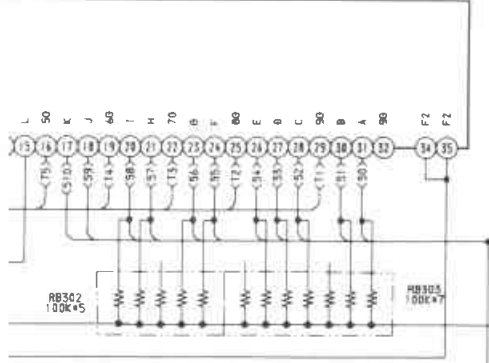 L 50 K J 60 I H 70 G F 80 E D C 90 B A 90 F2 F2
15 16 17 18 19 20 21 22 23 24 25 26 27 28 29 30 31 32 34 35
(T5) (S10) (S9) (T4) (S8) (S7) (T3) (S6) (S5) (T2) (S4) (S3) (S2) (T1) (S1) (S0)
RB302
100K*5
RB303
100K*7